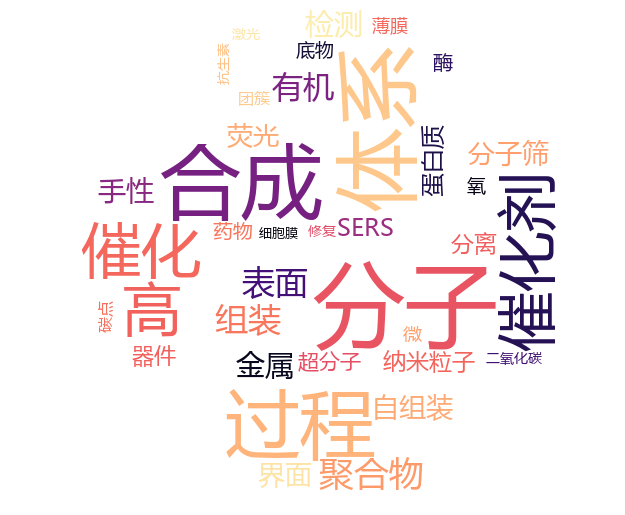 激光
检测
薄膜
抗生素
底物
酶
团簇
有机
体系
荧光
蛋白质
分子筛
合成
手性
氧
催化剂
药物
细胞膜
修复
SERS
催化
分离
表面
分子
高
碳点
组装
微
器件
金属
超分子
纳米粒子
二氧化碳
过程
自组装
界面
聚合物